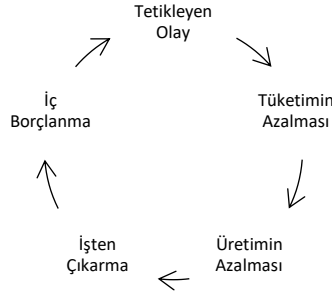 Tetikleyen
Olay
Tüketimin
Azalması
Üretimin
Azalması
İşten
Çıkarma
İç
Borçlanma